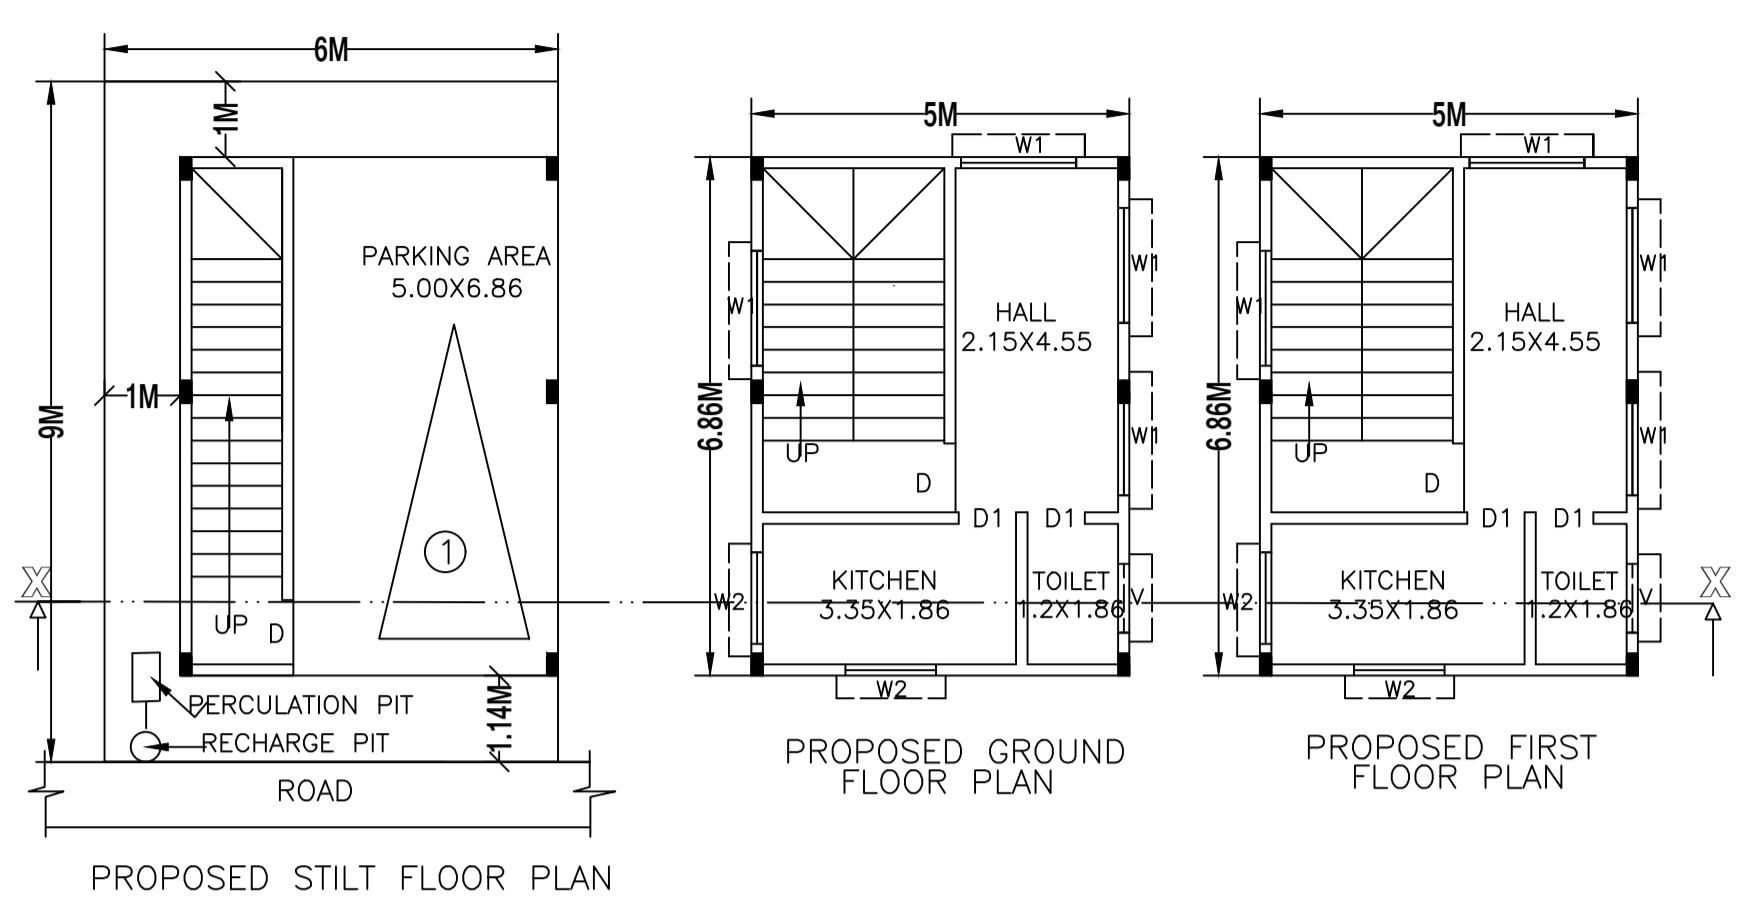 6M
1M
PARKING AREA
5.00X6.86
9M
1M
1
X
UP
D
PERCULATION PIT
RECHARGE PIT
1.14M
ROAD
PROPOSED STILT FLOOR PLAN
5M
W1
W1
W1
HALL
2.15X4.55
6.86M
W1
UP
D
D1
D1
KITCHEN
3.35X1.86
TOILET
1.2X1.86
W2
V
W2
PROPOSED GROUND
FLOOR PLAN
5M
W1
W1
W1
HALL
2.15X4.55
6.86M
W1
UP
D
D1
D1
KITCHEN
3.35X1.86
TOILET
1.2X1.86
W2
V
X
W2
PROPOSED FIRST
FLOOR PLAN